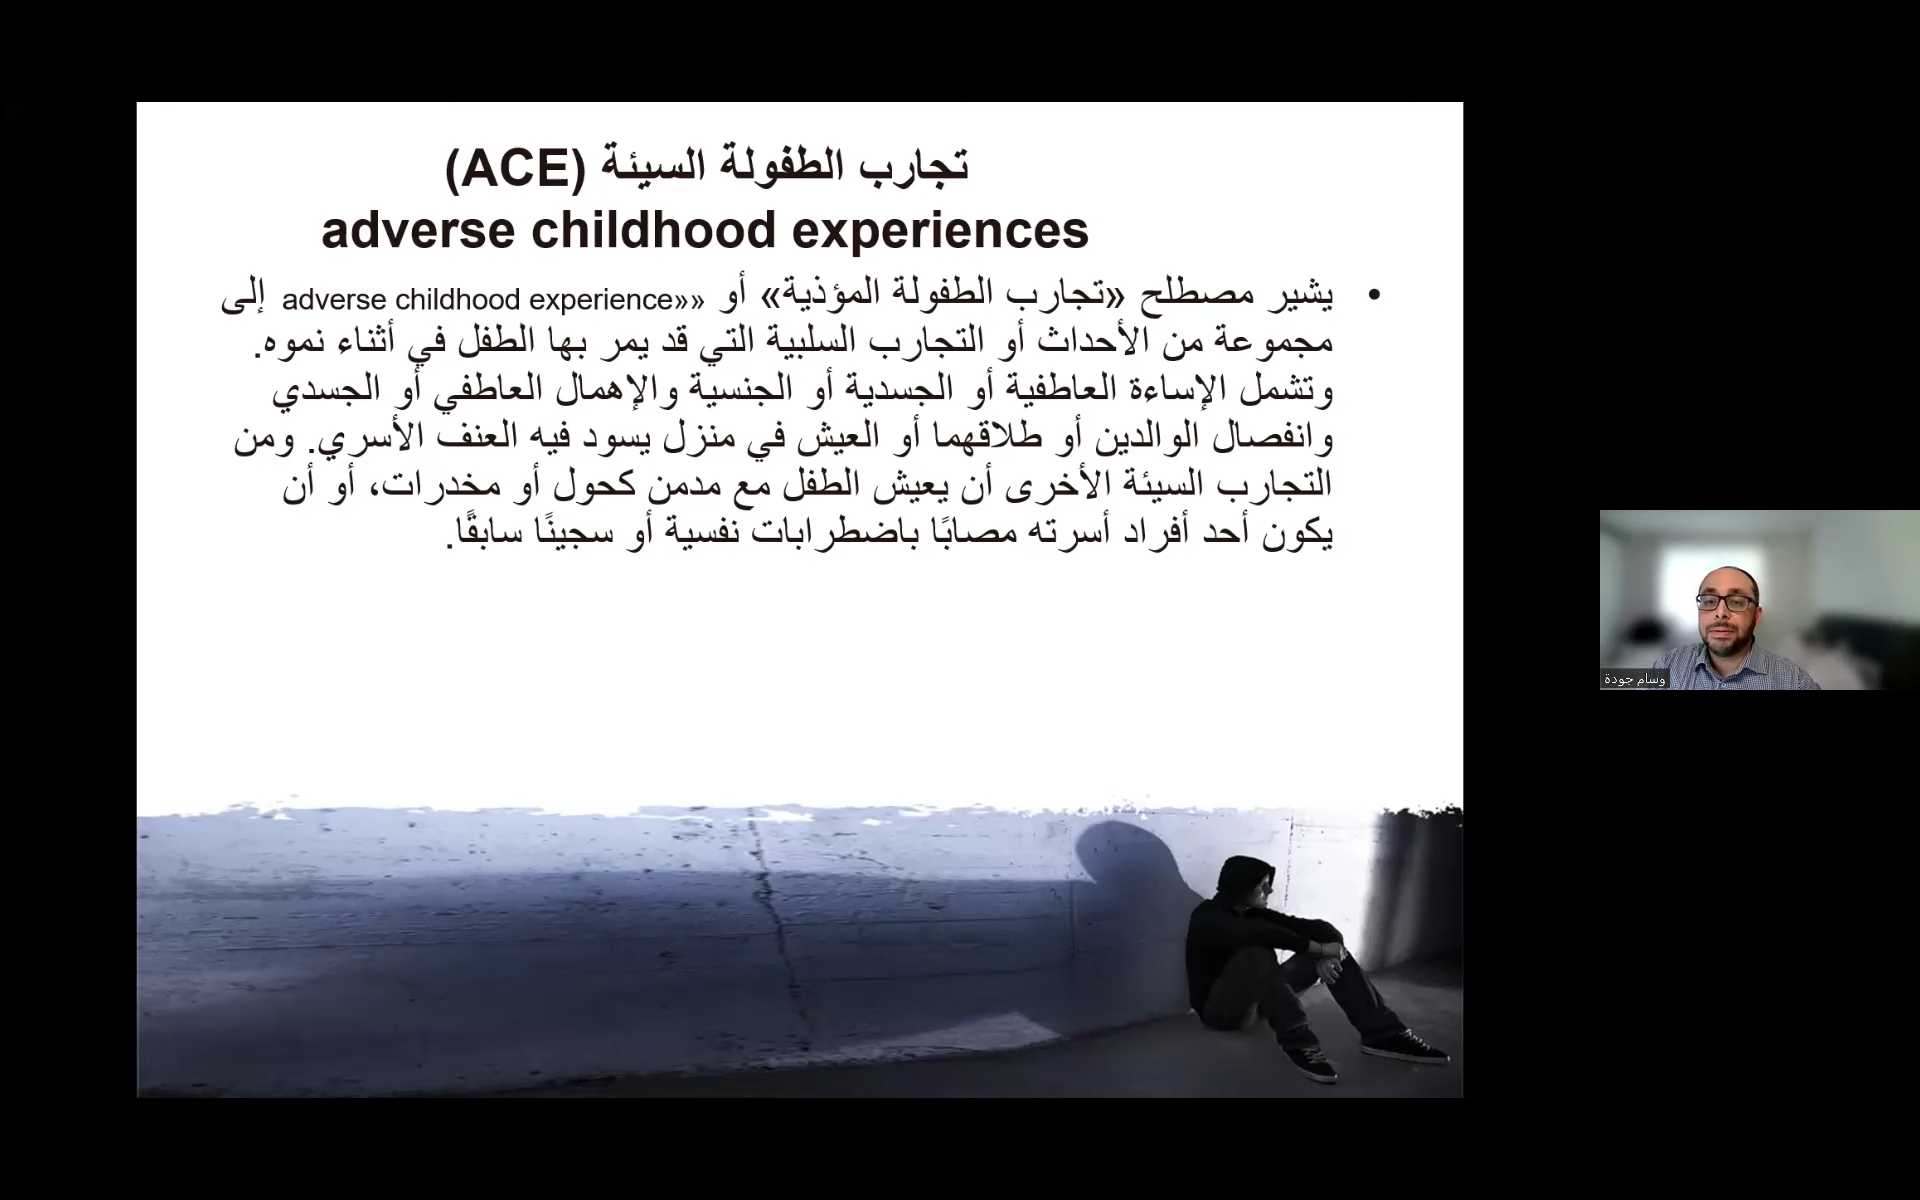 تجارب الطفولة السيئة (ACE)
adverse childhood experiences
• يشير مصطلح «تجارب الطفولة المؤذية» أو «»adverse childhood experience إلى
مجموعة من الأحداث أو التجارب السلبية التي قد يمر بها الطفل في أثناء نموه.
وتشمل الإساءة العاطفية أو الجسدية أو الجنسية والإهمال العاطفي أو الجسدي
وانفصال الوالدين أو طلاقهما أو العيش في منزل يسود فيه العنف الأسري. ومن
التجارب السيئة الأخرى أن يعيش الطفل مع مدمن كحول أو مخدرات، أو أن
يكون أحد أفراد أسرته مصابًا باضطرابات نفسية أو سجينًا سابقًا.
وسام جودة